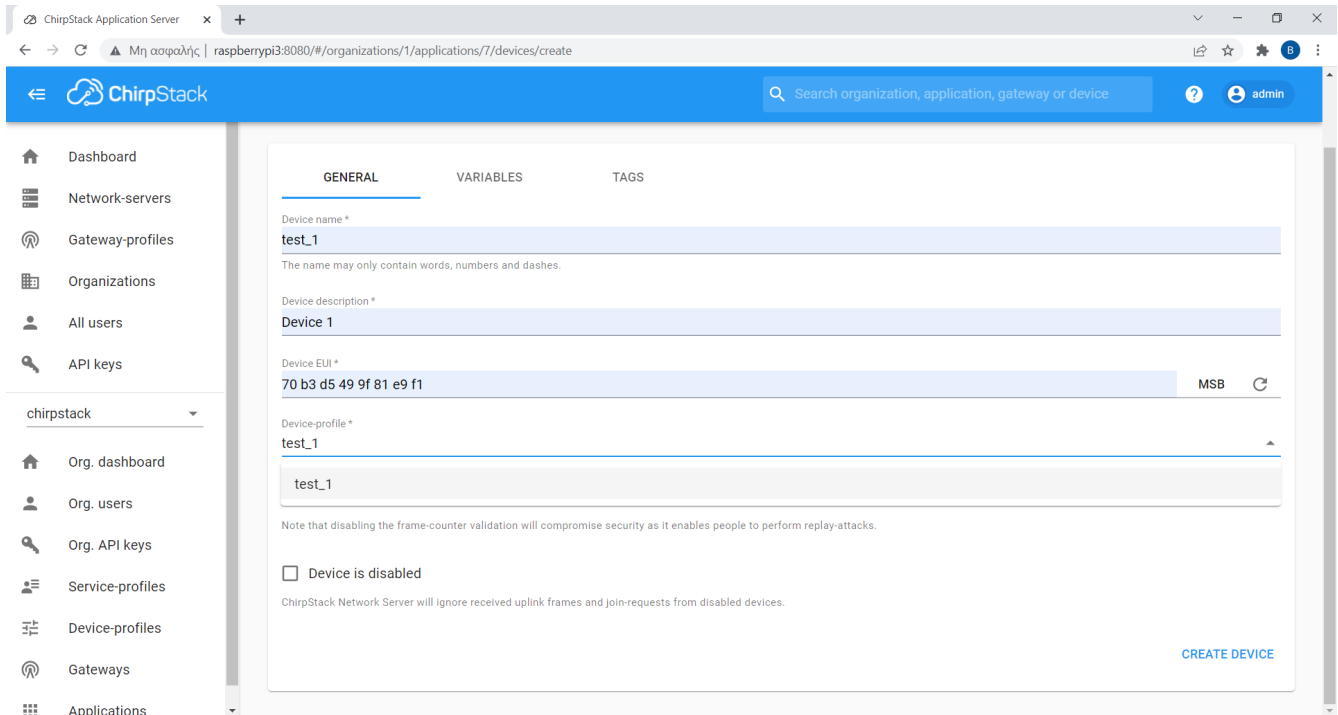 ChirpStack Application Server
Μη ασφαλής | raspberrypi3:8080/#/organizations/1/applications/7/devices/create
B
ChirpStack
Search organization, application, gateway or device
? admin
Dashboard
Network-servers
Gateway-profiles
Organizations
All users
API keys
chirpstack
Org. dashboard
Org. users
Org. API keys
Service-profiles
Device-profiles
Gateways
Applications
GENERAL VARIABLES TAGS
Device name *
test_1
The name may only contain words, numbers and dashes.
Device description *
Device 1
Device EUI *
70 b3 d5 49 9f 81 e9 f1 MSB
Device-profile *
test_1
test_1
Note that disabling the frame-counter validation will compromise security as it enables people to perform replay-attacks.
Device is disabled
ChirpStack Network Server will ignore received uplink frames and join-requests from disabled devices.
CREATE DEVICE